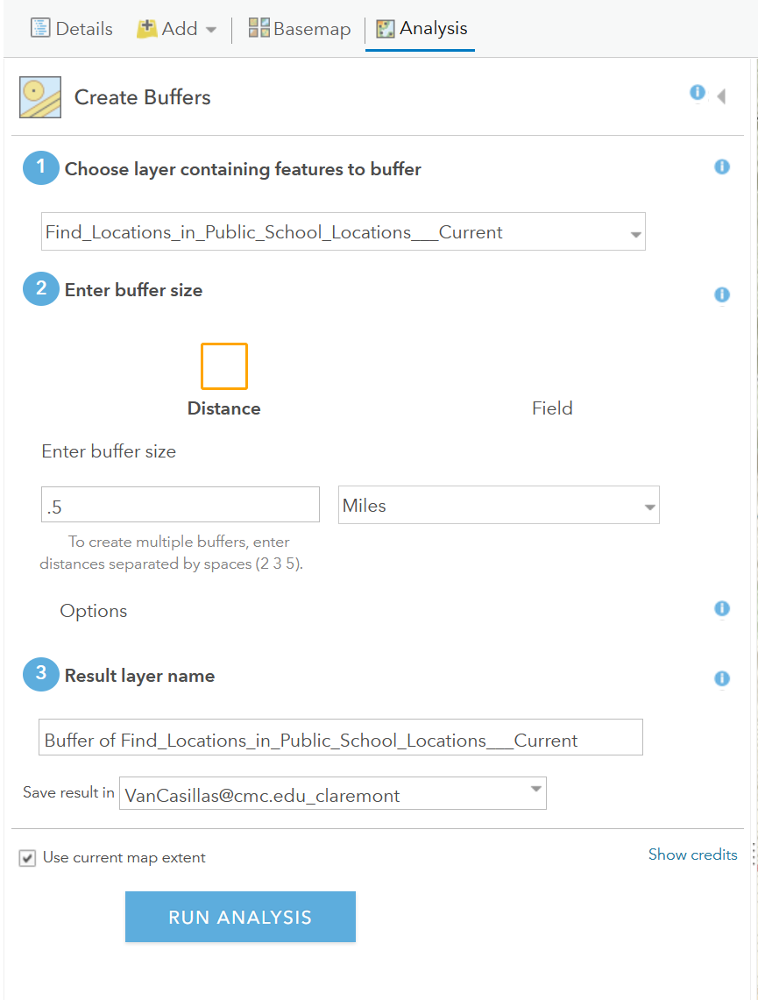 Details Add Basemap Analysis
Create Buffers
1 Choose layer containing features to buffer
Find_Locations_in_Public_School_Locations___Current
2 Enter buffer size
Distance Field
Enter buffer size
.5 Miles
To create multiple buffers, enter
distances separated by spaces (2 3 5).
Options
3 Result layer name
Buffer of Find_Locations_in_Public_School_Locations___Current
Save result in VanCasillas@cmc.edu_claremont
Use current map extent Show credits
RUN ANALYSIS